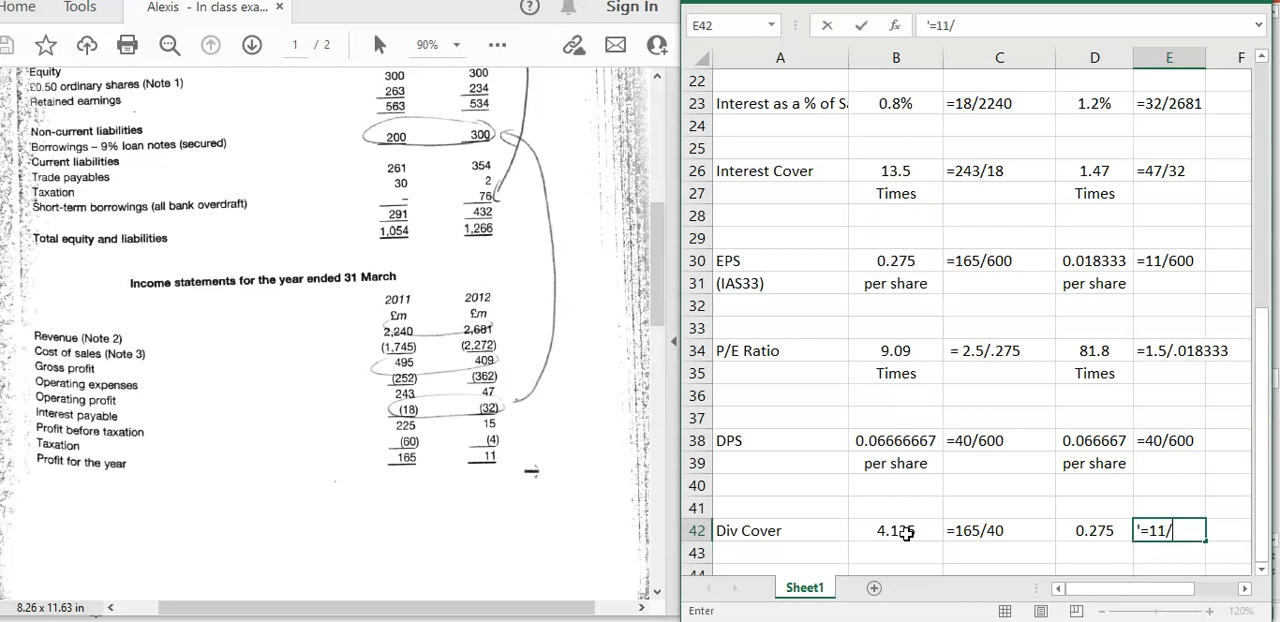 Home Tools Alexis - In class exa... × Sign In
1 / 2 90%
Equity
£0.50 ordinary shares (Note 1) 300 300
Retained earnings 263 234
563 534
Non-current liabilities
Borrowings – 9% loan notes (secured) 200 300
Current liabilities
Trade payables 261 354
Taxation 30 2
Short-term borrowings (all bank overdraft) – 76
291 432
Total equity and liabilities 1,054 1,266
Income statements for the year ended 31 March
2011 2012
£m £m
Revenue (Note 2) 2,240 2,681
Cost of sales (Note 3) (1,745) (2,272)
Gross profit 495 409
Operating expenses (252) (362)
Operating profit 243 47
Interest payable (18) (32)
Profit before taxation 225 15
Taxation (60) (4)
Profit for the year 165 11
8.26 x 11.63 in
E42 fx '=11/
A B C D E F
22
23 Interest as a % of Sa 0.8% =18/2240 1.2% =32/2681
24
25
26 Interest Cover 13.5 =243/18 1.47 =47/32
27 Times Times
28
29
30 EPS 0.275 =165/600 0.018333 =11/600
31 (IAS33) per share per share
32
33
34 P/E Ratio 9.09 = 2.5/.275 81.8 =1.5/.018333
35 Times Times
36
37
38 DPS 0.06666667 =40/600 0.066667 =40/600
39 per share per share
40
41
42 Div Cover 4.125 =165/40 0.275 '=11/
43
44
Sheet1
Enter 120%